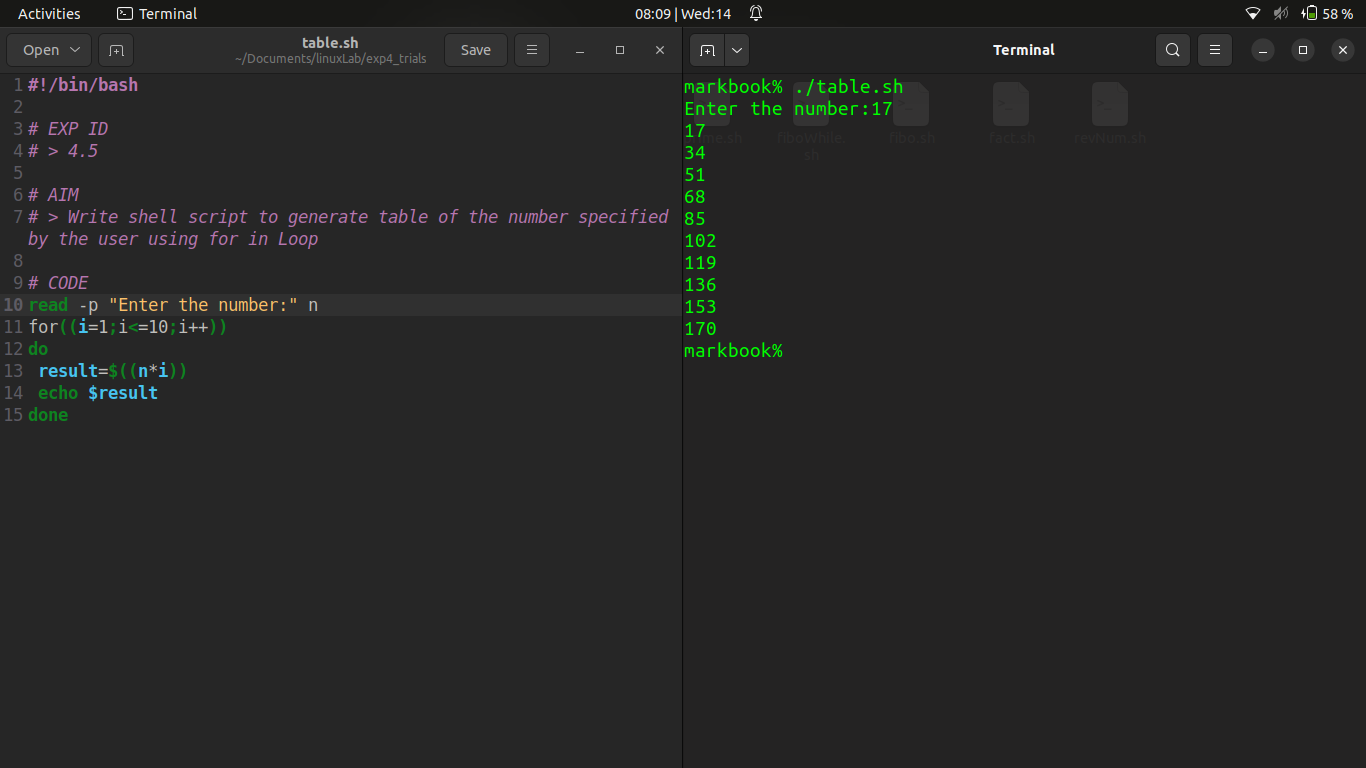 Activities Terminal 08:09 | Wed:14 58 %
Open table.sh Save
~/Documents/linuxLab/exp4_trials
1 #!/bin/bash
2
3 # EXP ID
4 # > 4.5
5
6 # AIM
7 # > Write shell script to generate table of the number specified
by the user using for in Loop
8
9 # CODE
10 read -p "Enter the number:" n
11 for((i=1;i<=10;i++))
12 do
13  result=$((n*i))
14  echo $result
15 done
Terminal
markbook% ./table.sh
Enter the number:17
17
34
51
68
85
102
119
136
153
170
markbook%
fiboWhile.
sh
fibo.sh
fact.sh
revNum.sh